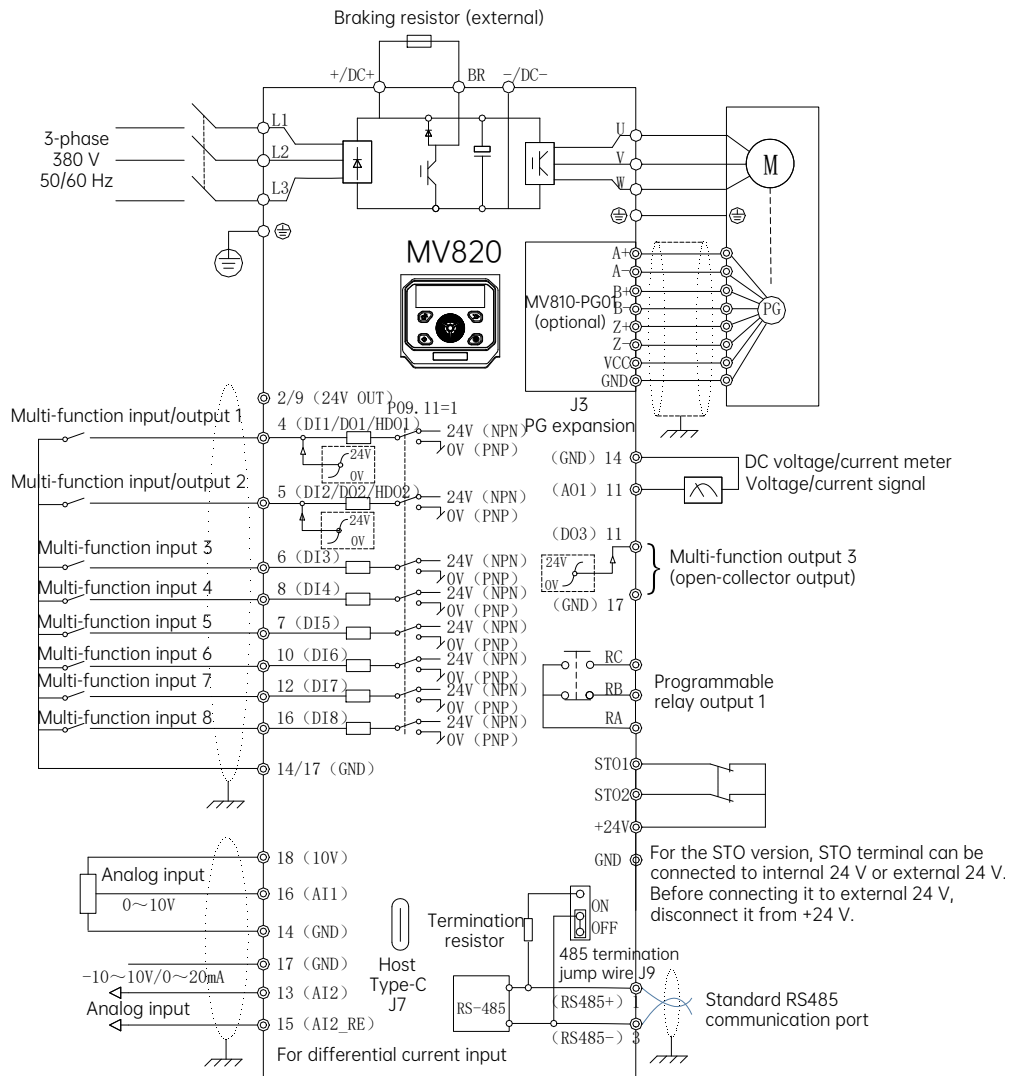 Braking resistor (external)
+/DC+
BR
-/DC-
3-phase
380 V
50/60 Hz
L1
L2
L3
U
V
W
M
MV820
MV810-PG01
(optional)
A+
A-
B+
B-
Z+
Z-
VCC
GND
PG
J3
PG expansion
2/9 (24V OUT)
P09.11=1
Multi-function input/output 1
4 (DI1/DO1/HDO1)
24V (NPN)
0V (PNP)
24V
0V
Multi-function input/output 2
5 (DI2/DO2/HDO2)
24V (NPN)
0V (PNP)
24V
0V
Multi-function input 3
6 (DI3)
24V (NPN)
0V (PNP)
Multi-function input 4
8 (DI4)
24V (NPN)
0V (PNP)
Multi-function input 5
7 (DI5)
24V (NPN)
0V (PNP)
Multi-function input 6
10 (DI6)
24V (NPN)
0V (PNP)
Multi-function input 7
12 (DI7)
24V (NPN)
0V (PNP)
Multi-function input 8
16 (DI8)
24V (NPN)
0V (PNP)
14/17 (GND)
(GND) 14
(AO1) 11
DC voltage/current meter
Voltage/current signal
(DO3) 11
24V
0V
(GND) 17
Multi-function output 3
(open-collector output)
RC
RB
RA
Programmable
relay output 1
STO1
STO2
+24V
GND
For the STO version, STO terminal can be
connected to internal 24 V or external 24 V.
Before connecting it to external 24 V,
disconnect it from +24 V.
18 (10V)
Analog input
0～10V
16 (AI1)
14 (GND)
17 (GND)
-10～10V/0～20mA
13 (AI2)
Analog input
15 (AI2_RE)
For differential current input
Host
Type-C
J7
Termination
resistor
ON
OFF
485 termination
jump wire J9
RS-485
(RS485+) 1
(RS485-) 3
Standard RS485
communication port